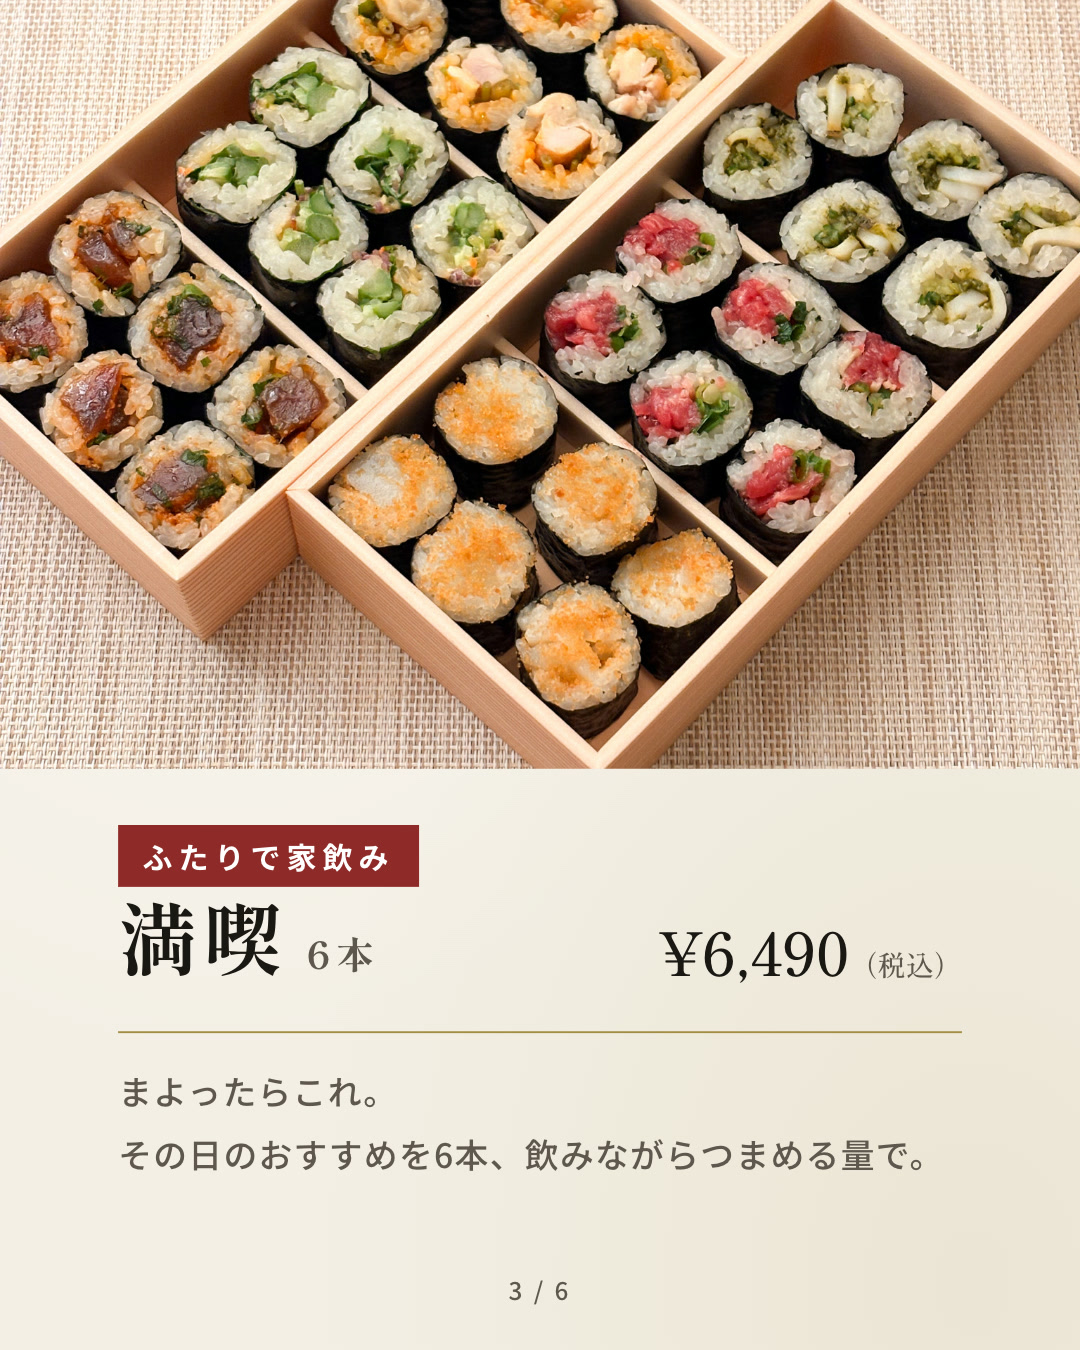 ふたりで家飲み
満喫 6本
¥6,490 (税込)
まよったらこれ。
その日のおすすめを6本、飲みながらつまめる量で。
3 / 6